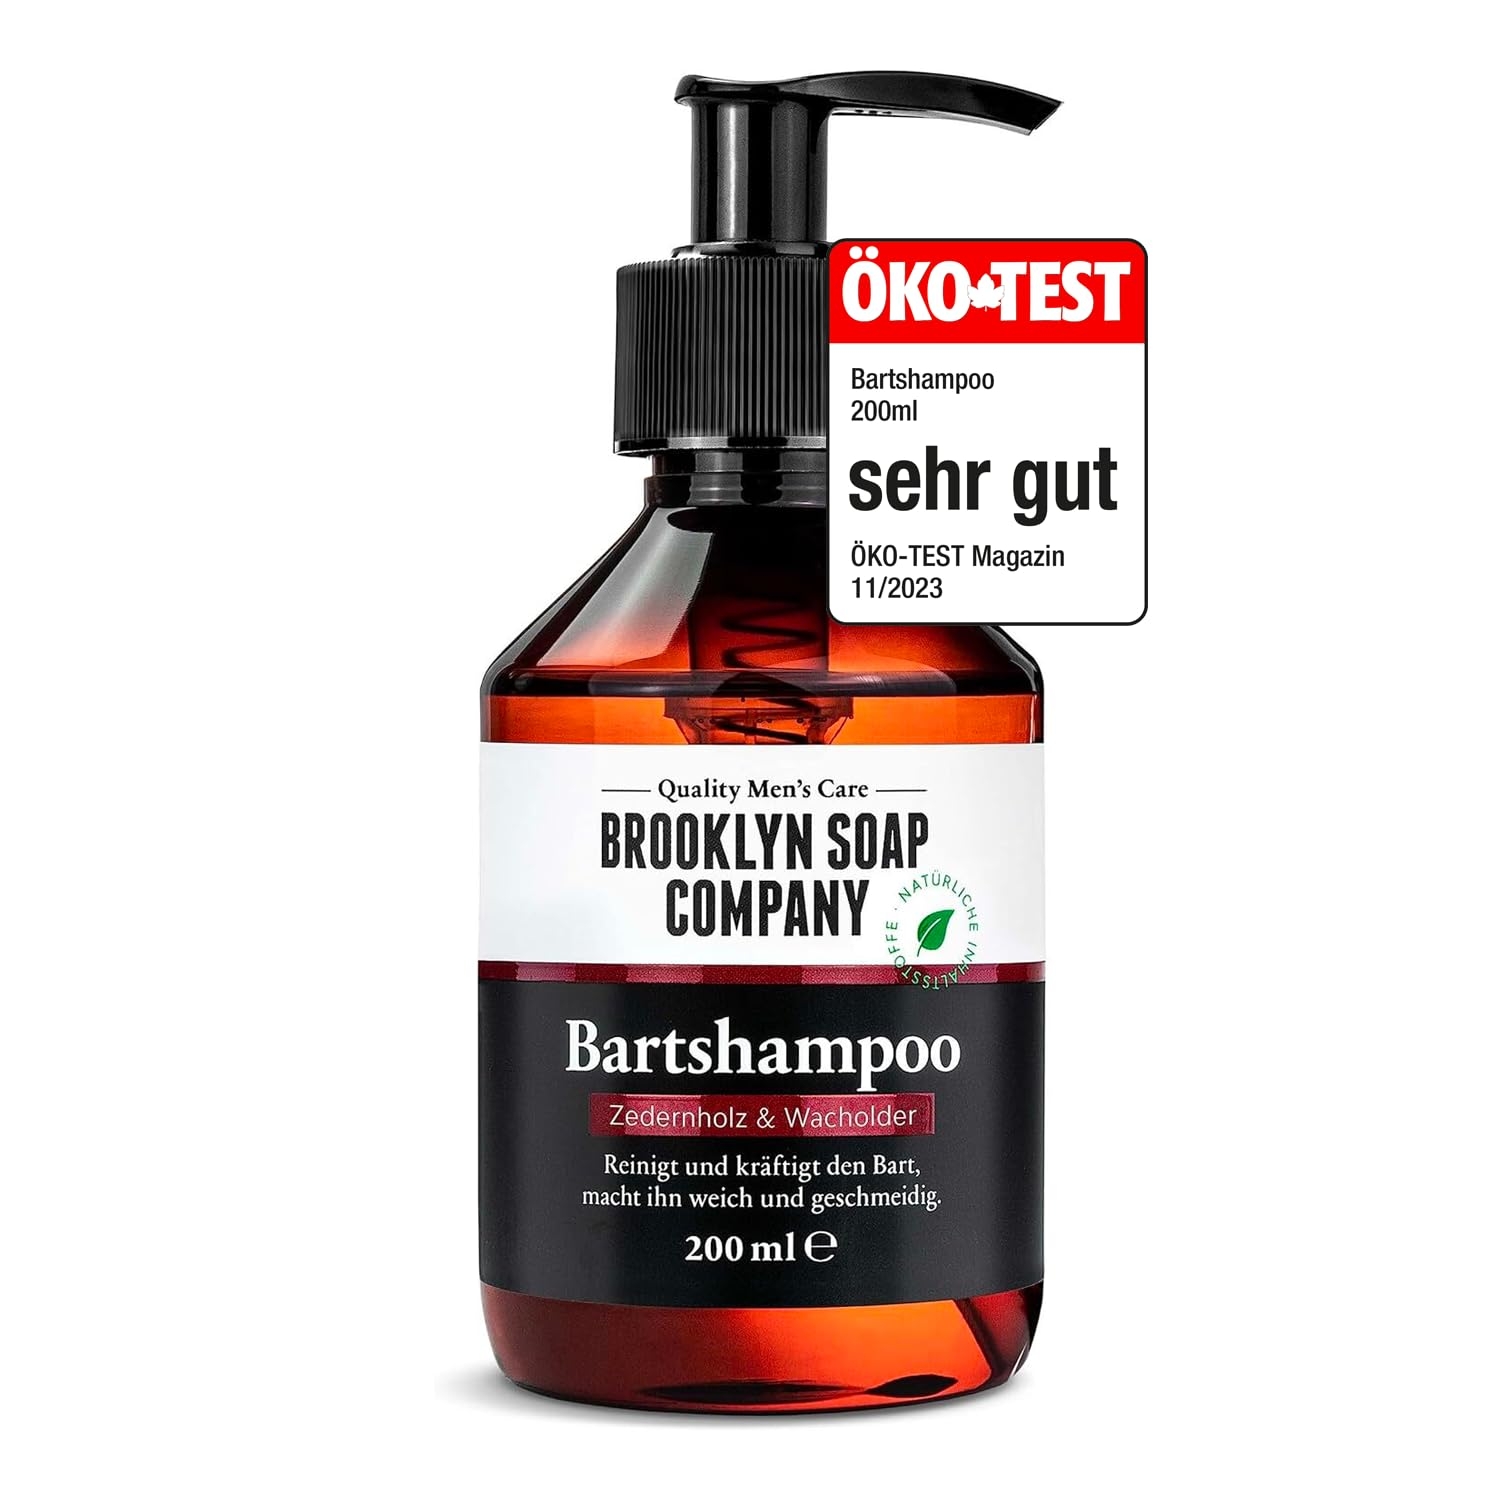 ÖKO TEST
Bartshampoo
200ml
sehr gut
ÖKO-TEST Magazin
11/2023
Quality Men's Care
BROOKLYN SOAP
COMPANY
NATÜRLICHE INHALTSSTOFFE
Bartshampoo
Zedernholz & Wacholder
Reinigt und kräftigt den Bart,
macht ihn weich und geschmeidig.
200 ml ℮